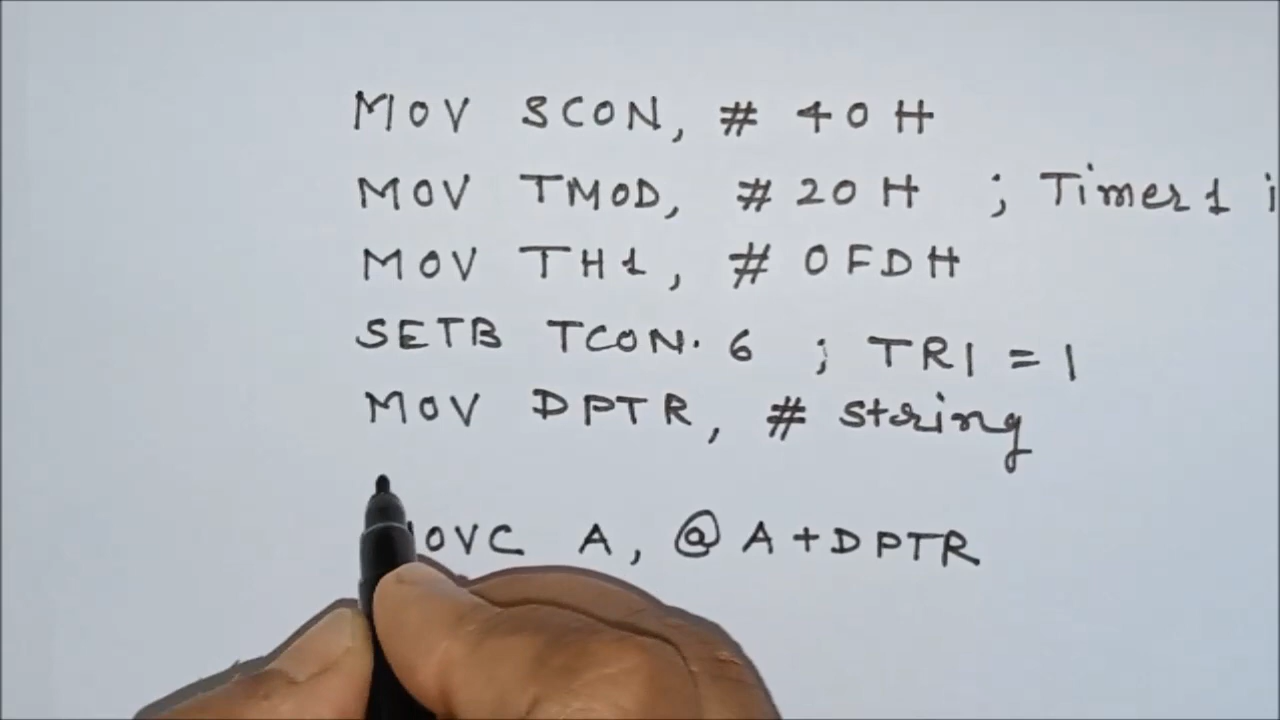 MOV SCON, # 40H
MOV TMOD, # 20H ; Timer1 i
MOV TH1, # 0FDH
SETB TCON.6 ; TR1 = 1
MOV DPTR, # string
MOVC A, @A+DPTR